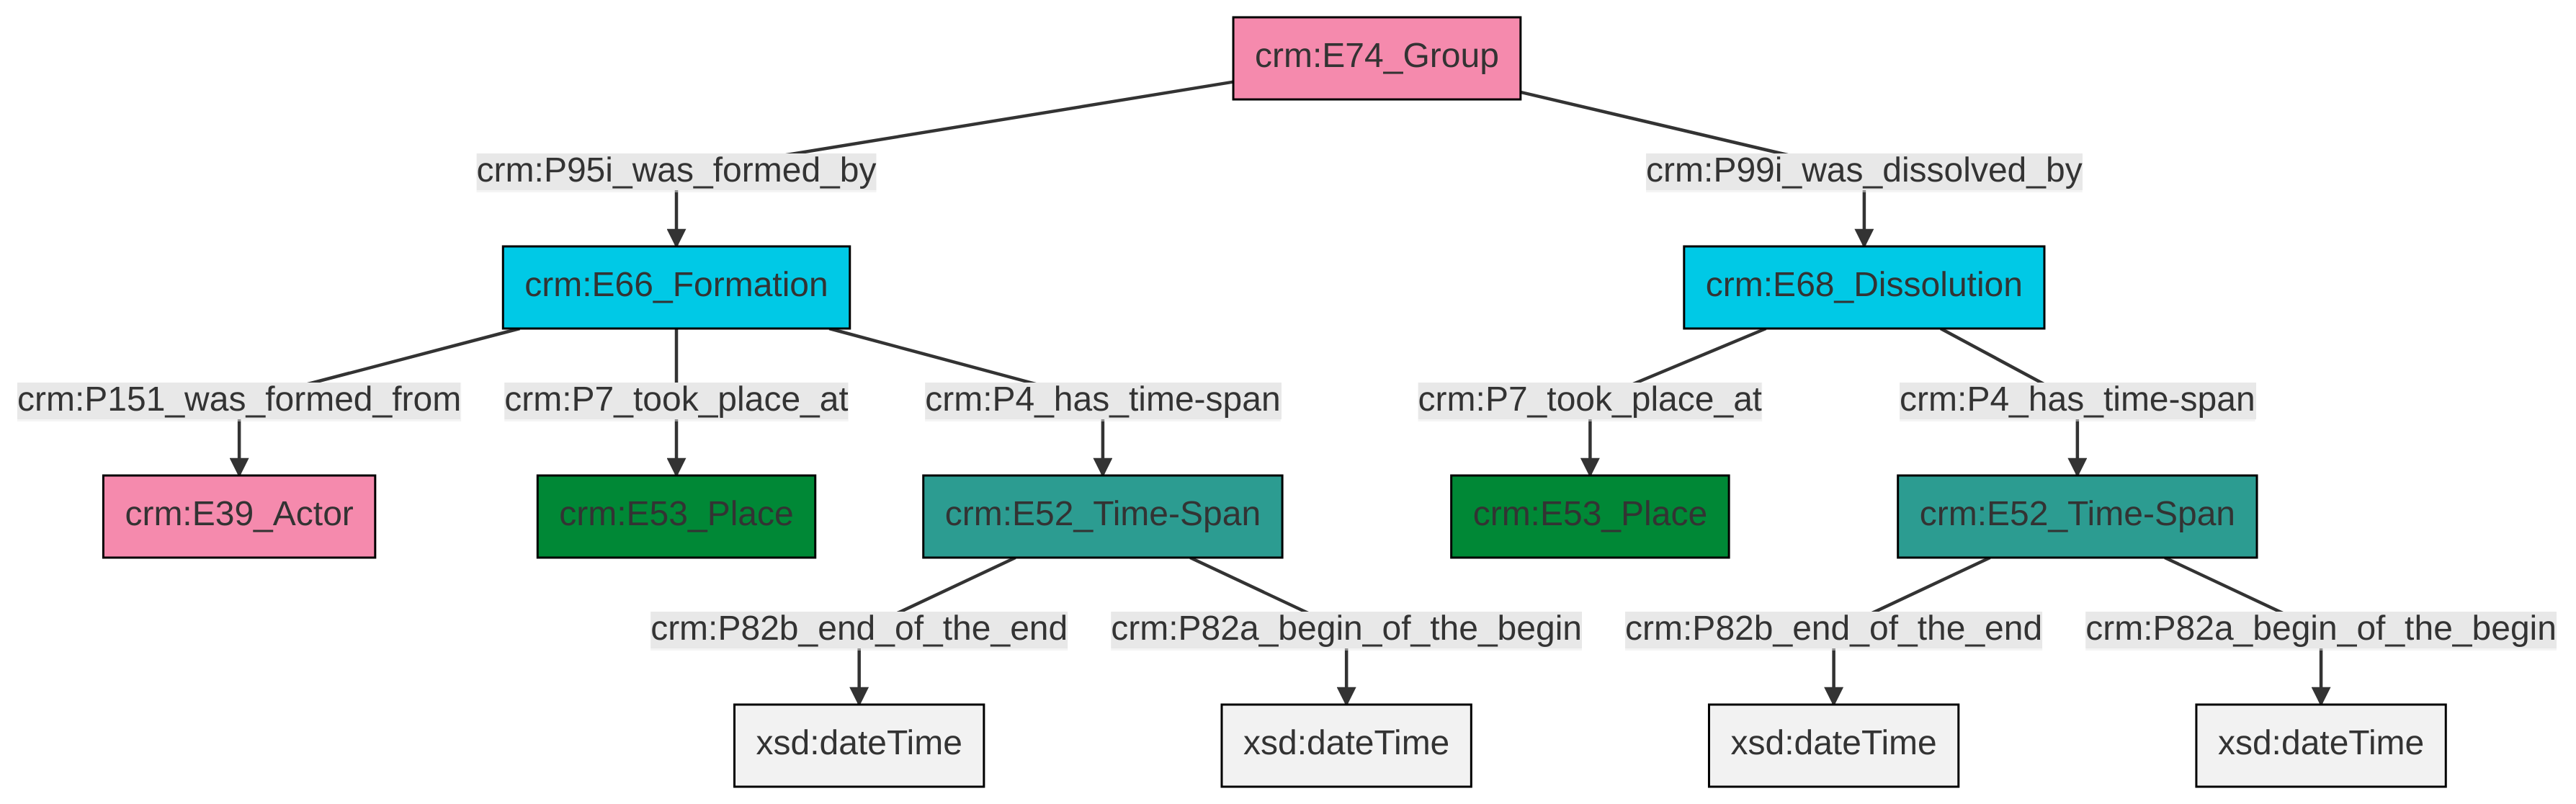 crm:E74_Group
crm:P95i_was_formed_by
crm:P99i_was_dissolved_by
crm:E66_Formation
crm:E68_Dissolution
crm:P151_was_formed_from
crm:P7_took_place_at
crm:P4_has_time-span
crm:P7_took_place_at
crm:P4_has_time-span
crm:E39_Actor
crm:E53_Place
crm:E52_Time-Span
crm:E53_Place
crm:E52_Time-Span
crm:P82b_end_of_the_end
crm:P82a_begin_of_the_begin
crm:P82b_end_of_the_end
crm:P82a_begin_of_the_begin
xsd:dateTime
xsd:dateTime
xsd:dateTime
xsd:dateTime